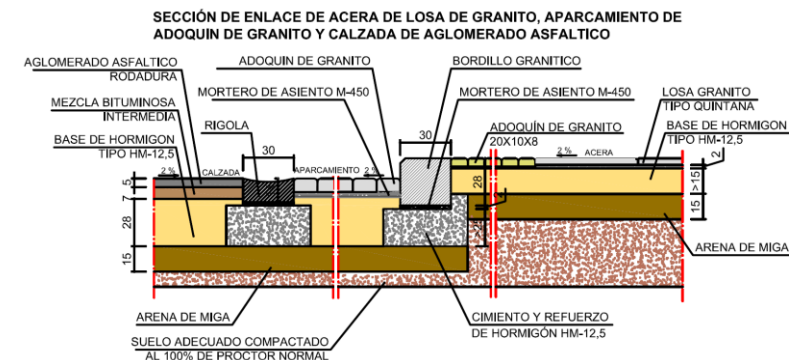 SECCIÓN DE ENLACE DE ACERA DE LOSA DE GRANITO, APARCAMIENTO DE
ADOQUIN DE GRANITO Y CALZADA DE AGLOMERADO ASFALTICO
AGLOMERADO ASFALTICO
RODADURA
ADOQUIN DE GRANITO
BORDILLO GRANITICO
MEZCLA BITUMINOSA
INTERMEDIA
MORTERO DE ASIENTO M-450
MORTERO DE ASIENTO M-450
LOSA GRANITO
TIPO QUINTANA
BASE DE HORMIGON
TIPO HM-12,5
RIGOLA
ADOQUÍN DE GRANITO
20X10X8
BASE DE HORMIGON
TIPO HM-12,5
30
30
2 %
CALZADA
APARCAMIENTO
2 %
2 %
ACERA
2
5
7
28
15
28
2
>15
15
ARENA DE MIGA
ARENA DE MIGA
CIMIENTO Y REFUERZO
DE HORMIGÓN HM-12,5
SUELO ADECUADO COMPACTADO
AL 100% DE PROCTOR NORMAL